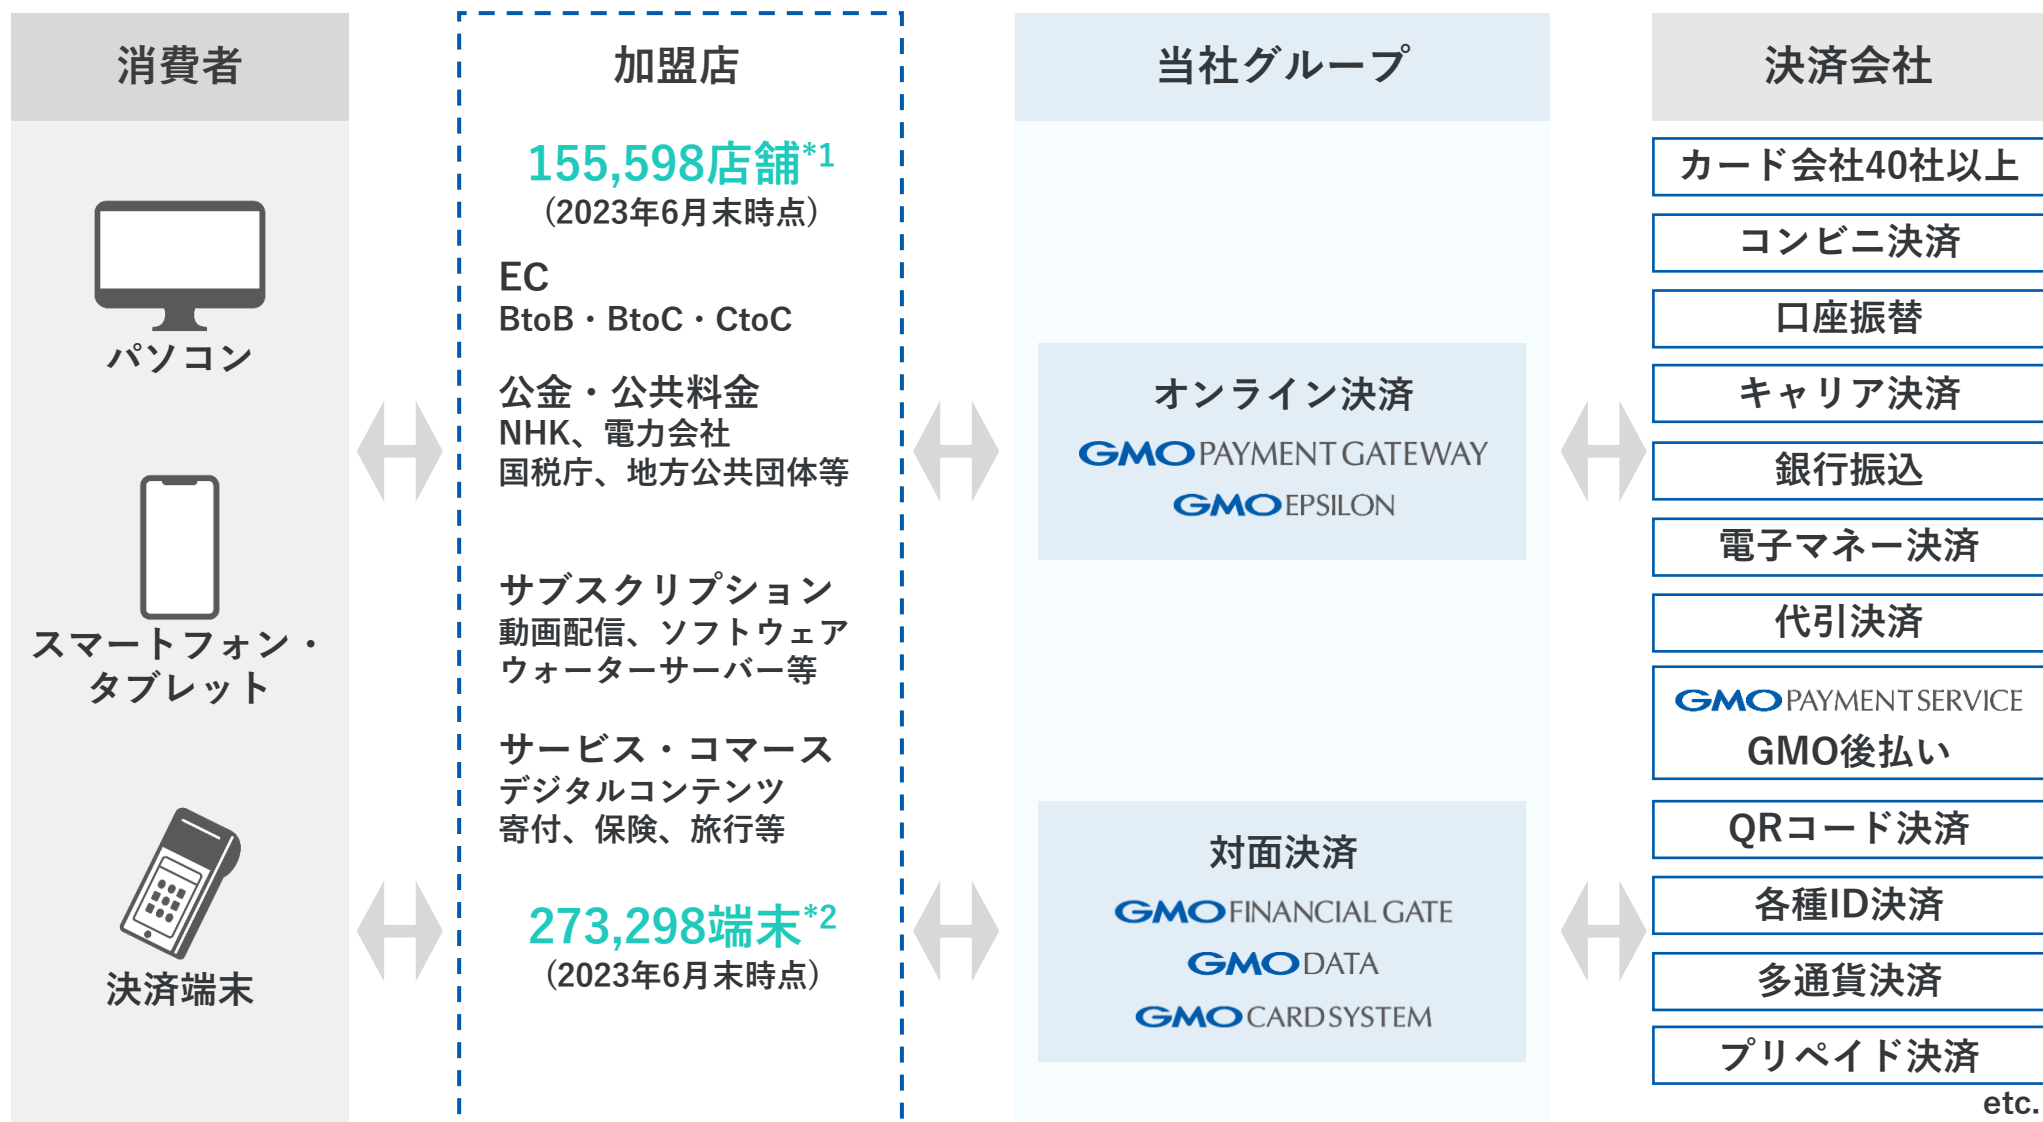 消費者
パソコン
スマートフォン・
タブレット
決済端末
加盟店
155,598店舗*1
（2023年6月末時点）
EC
BtoB・BtoC・CtoC
公金・公共料金
NHK、電力会社
国税庁、地方公共団体等
サブスクリプション
動画配信、ソフトウェア
ウォーターサーバー等
サービス・コマース
デジタルコンテンツ
寄付、保険、旅行等
273,298端末*2
（2023年6月末時点）
当社グループ
オンライン決済
GMO PAYMENT GATEWAY
GMO EPSILON
対面決済
GMO FINANCIAL GATE
GMO DATA
GMO CARD SYSTEM
決済会社
カード会社40社以上
コンビニ決済
口座振替
キャリア決済
銀行振込
電子マネー決済
代引決済
GMO PAYMENT SERVICE
GMO後払い
QRコード決済
各種ID決済
多通貨決済
プリペイド決済
etc.